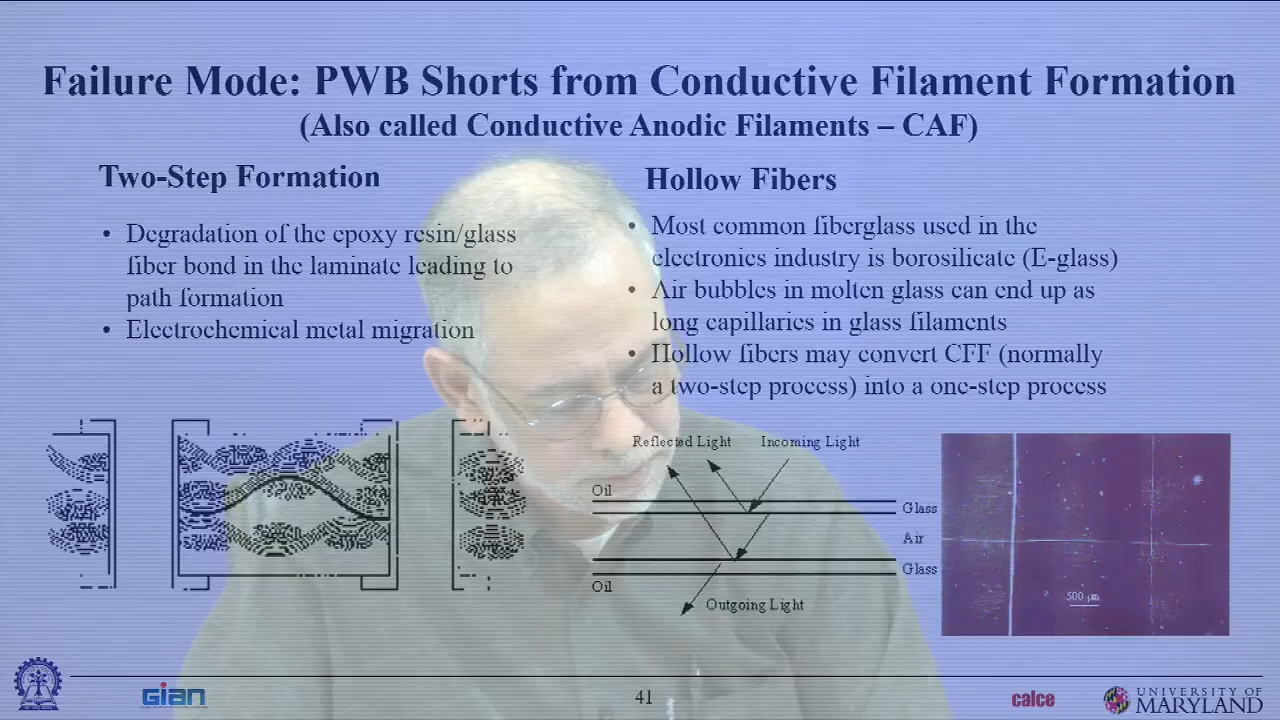 Failure Mode: PWB Shorts from Conductive Filament Formation
(Also called Conductive Anodic Filaments – CAF)
Two-Step Formation
• Degradation of the epoxy resin/glass
fiber bond in the laminate leading to
path formation
• Electrochemical metal migration
Hollow Fibers
• Most common fiberglass used in the
electronics industry is borosilicate (E-glass)
• Air bubbles in molten glass can end up as
long capillaries in glass filaments
• Hollow fibers may convert CFF (normally
a two-step process) into a one-step process
Reflected Light
Incoming Light
Oil
Glass
Air
Glass
Oil
Outgoing Light
500 µm
GIAN
41
calce
UNIVERSITY OF
MARYLAND